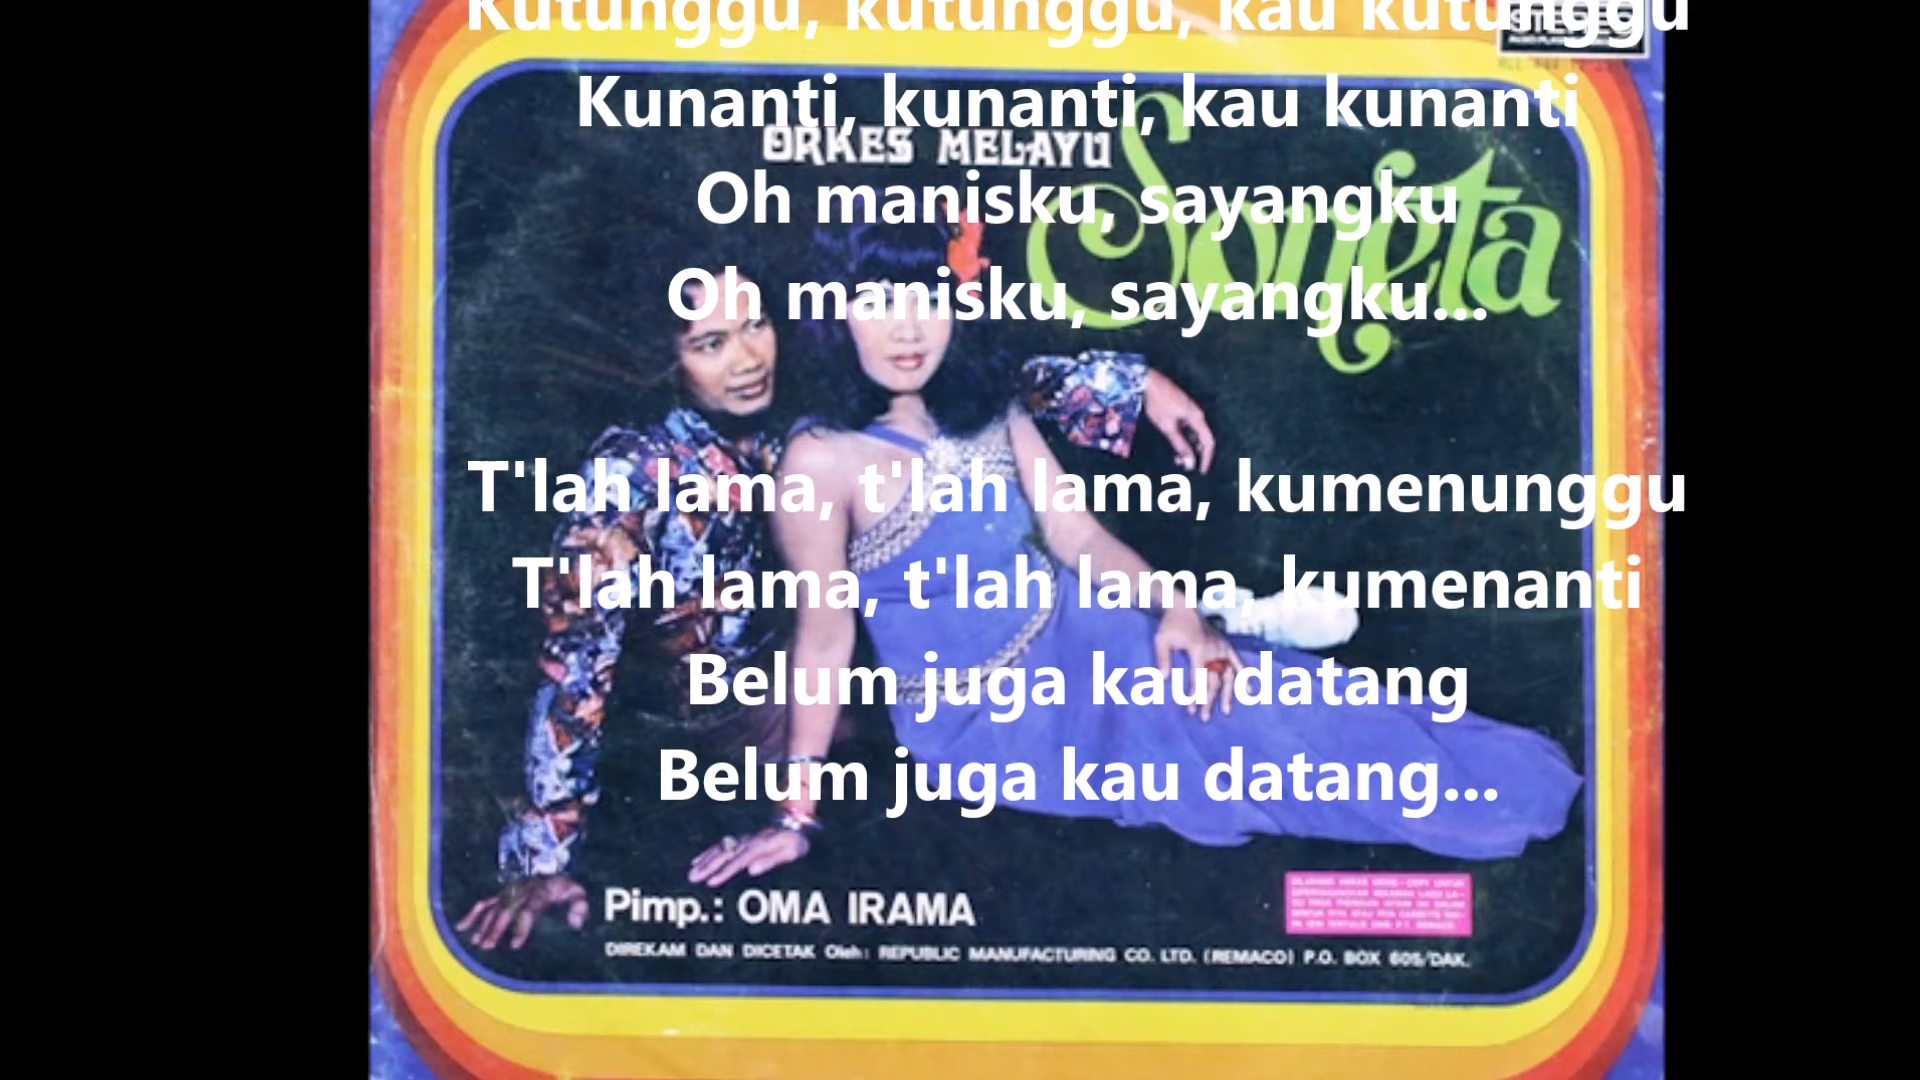 Kutunggu, kutunggu, kau kutunggu
STEREO
Kunanti, kunanti, kau kunanti
ORKES MELAYU
Soneta
Oh manisku, sayangku
Oh manisku, sayangku...
T'lah lama, t'lah lama, kumenunggu
T'lah lama, t'lah lama, kumenanti
Belum juga kau datang
Belum juga kau datang...
Pimp.: OMA IRAMA
DIREKAM DAN DICETAK Oleh: REPUBLIC MANUFACTURING CO. LTD. (REMACO) P.O. BOX 605/DAK.